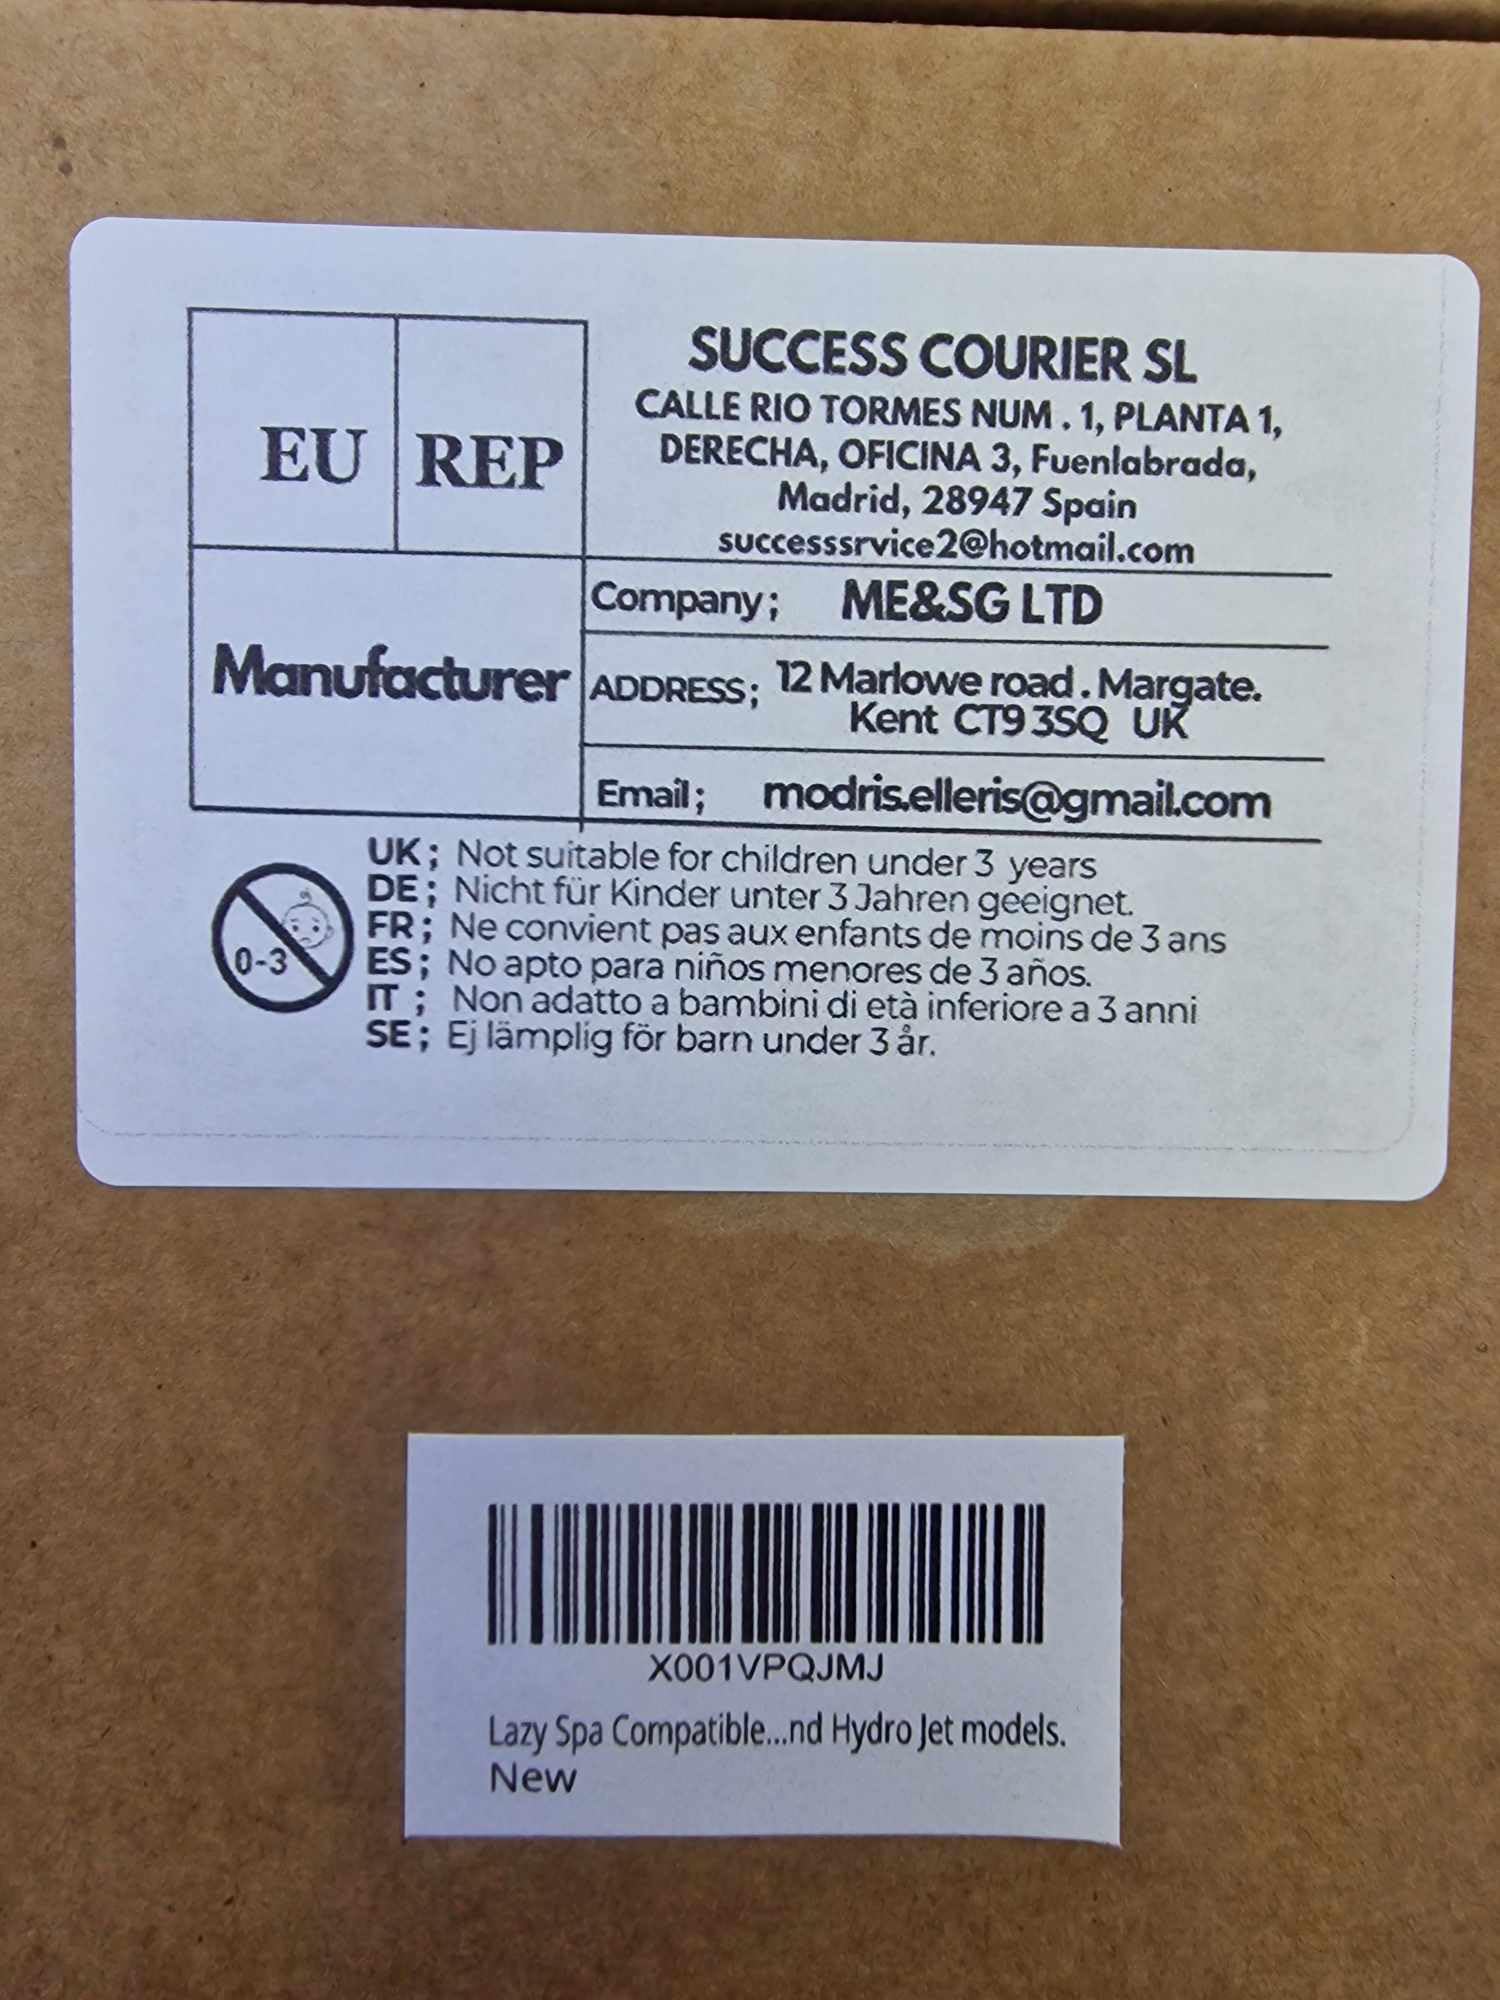 EU REP
SUCCESS COURIER SL
CALLE RIO TORMES NUM . 1, PLANTA 1,
DERECHA, OFICINA 3, Fuenlabrada,
Madrid, 28947 Spain
successsrvice2@hotmail.com
Manufacturer
Company; ME&SG LTD
ADDRESS; 12 Marlowe road . Margate.
Kent CT9 3SQ UK
Email; modris.elleris@gmail.com
0-3
UK; Not suitable for children under 3 years
DE; Nicht für Kinder unter 3 Jahren geeignet.
FR; Ne convient pas aux enfants de moins de 3 ans
ES; No apto para niños menores de 3 años.
IT ; Non adatto a bambini di età inferiore a 3 anni
SE; Ej lämplig för barn under 3 år.
X001VPQJMJ
Lazy Spa Compatible...nd Hydro Jet models.
New